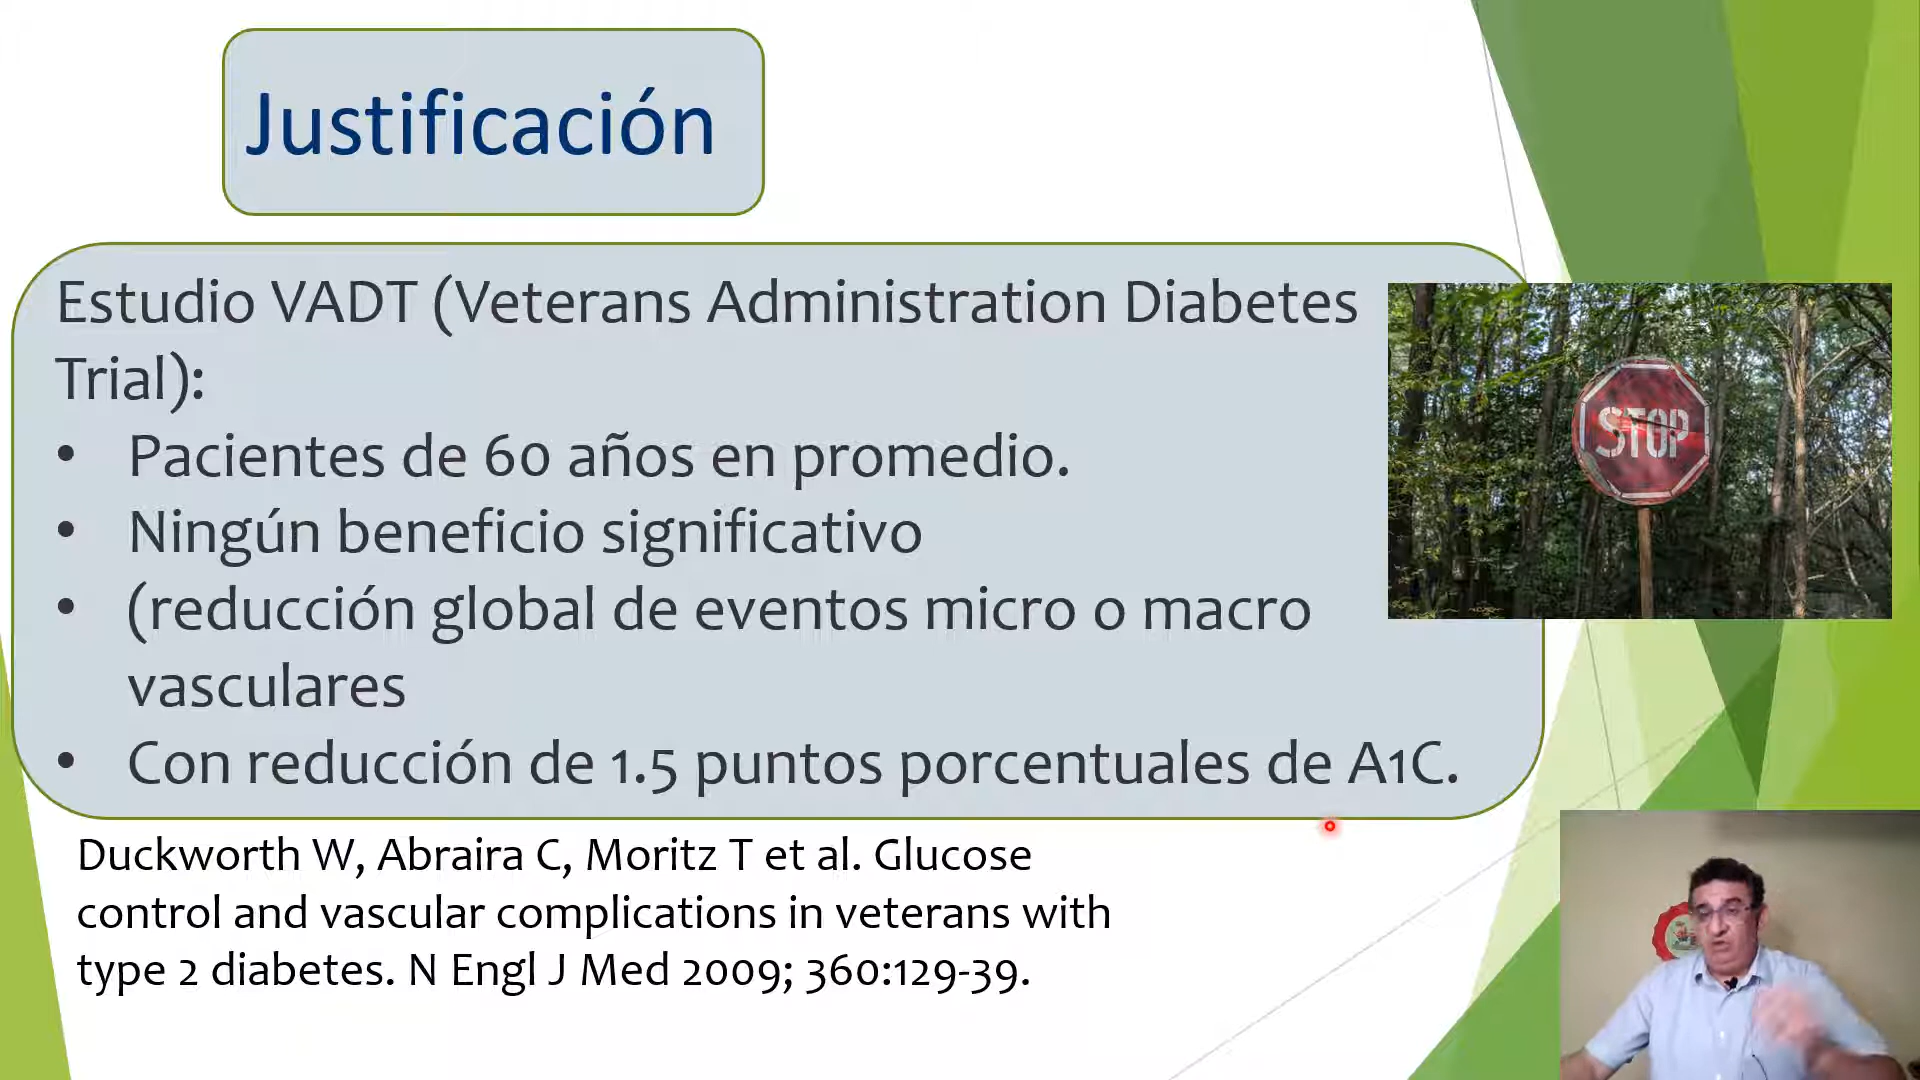 Justificación
Estudio VADT (Veterans Administration Diabetes
Trial):
• Pacientes de 60 años en promedio.
• Ningún beneficio significativo
• (reducción global de eventos micro o macro
vasculares
• Con reducción de 1.5 puntos porcentuales de A1C.
STOP
Duckworth W, Abraira C, Moritz T et al. Glucose
control and vascular complications in veterans with
type 2 diabetes. N Engl J Med 2009; 360:129-39.